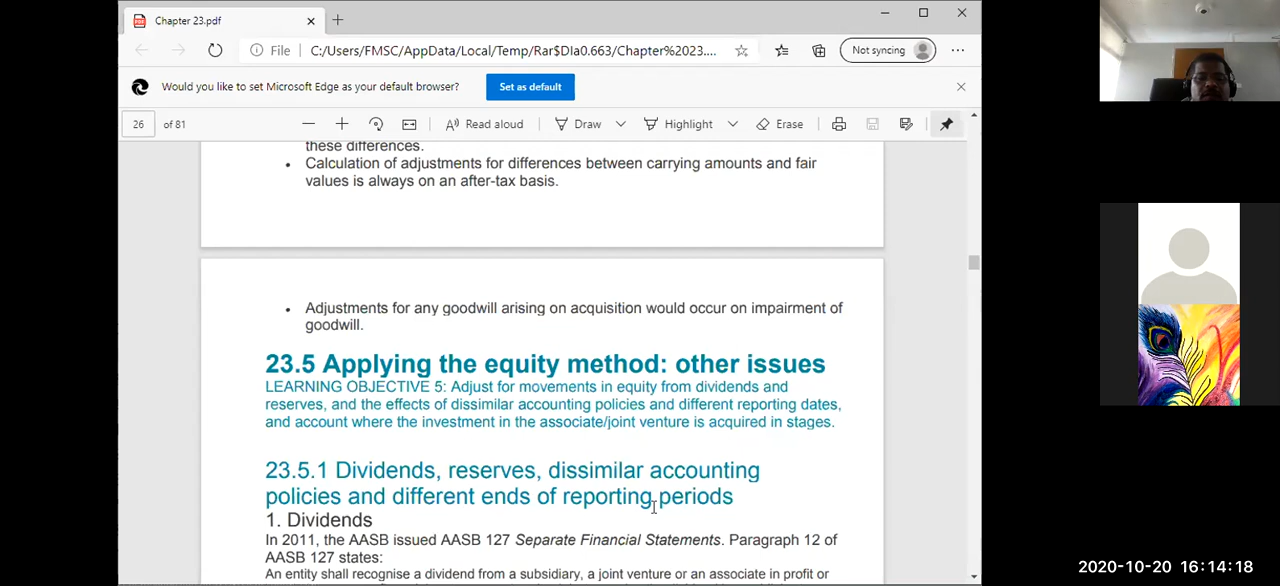 Chapter 23.pdf
File
C:/Users/FMSC/AppData/Local/Temp/Rar$DIa0.663/Chapter%2023....
Not syncing
Would you like to set Microsoft Edge as your default browser?
Set as default
26 of 81
Read aloud
Draw
Highlight
Erase
these differences.
• Calculation of adjustments for differences between carrying amounts and fair
values is always on an after-tax basis.
• Adjustments for any goodwill arising on acquisition would occur on impairment of
goodwill.
23.5 Applying the equity method: other issues
LEARNING OBJECTIVE 5: Adjust for movements in equity from dividends and
reserves, and the effects of dissimilar accounting policies and different reporting dates,
and account where the investment in the associate/joint venture is acquired in stages.
23.5.1 Dividends, reserves, dissimilar accounting
policies and different ends of reporting periods
1. Dividends
In 2011, the AASB issued AASB 127 Separate Financial Statements. Paragraph 12 of
AASB 127 states:
An entity shall recognise a dividend from a subsidiary, a joint venture or an associate in profit or
2020-10-20 16:14:18